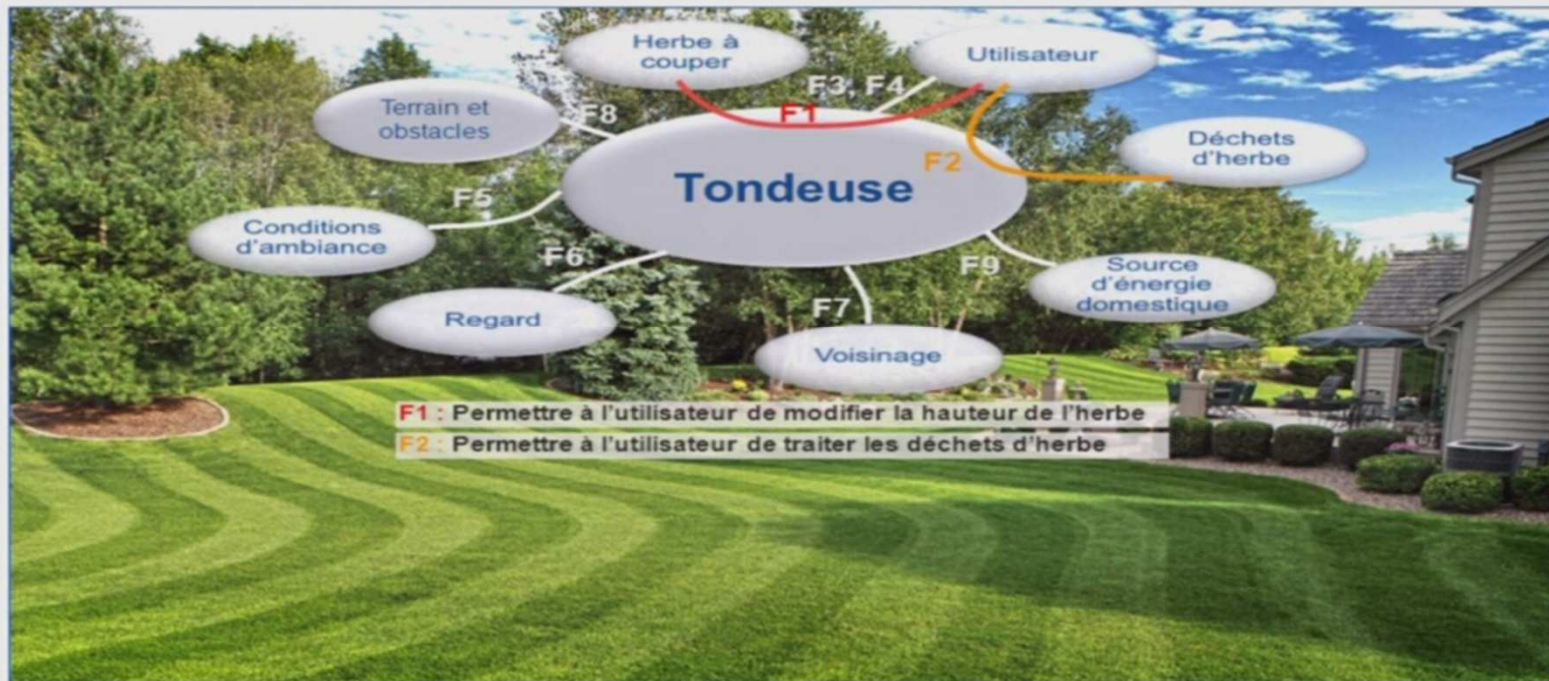 Herbe à
couper
Utilisateur
F3, F4
F1
Terrain et
obstacles
F8
Déchets
d'herbe
F2
Tondeuse
F5
Conditions
d'ambiance
F6
F9
Source
d'énergie
domestique
Regard
F7
Voisinage
F1 : Permettre à l'utilisateur de modifier la hauteur de l'herbe
F2 : Permettre à l'utilisateur de traiter les déchets d'herbe